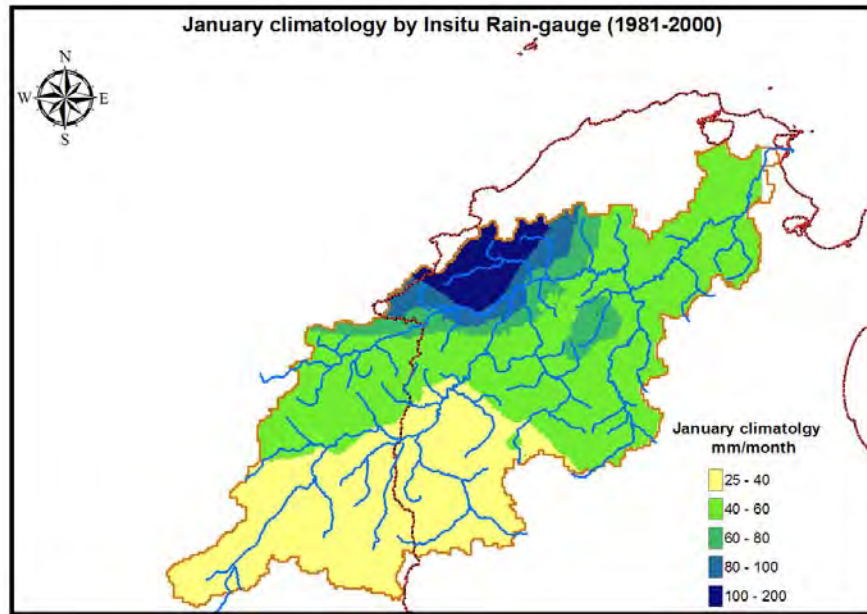 January climatology by Insitu Rain-gauge (1981-2000)
N
W E
S
January climatolgy
mm/month
25 - 40
40 - 60
60 - 80
80 - 100
100 - 200